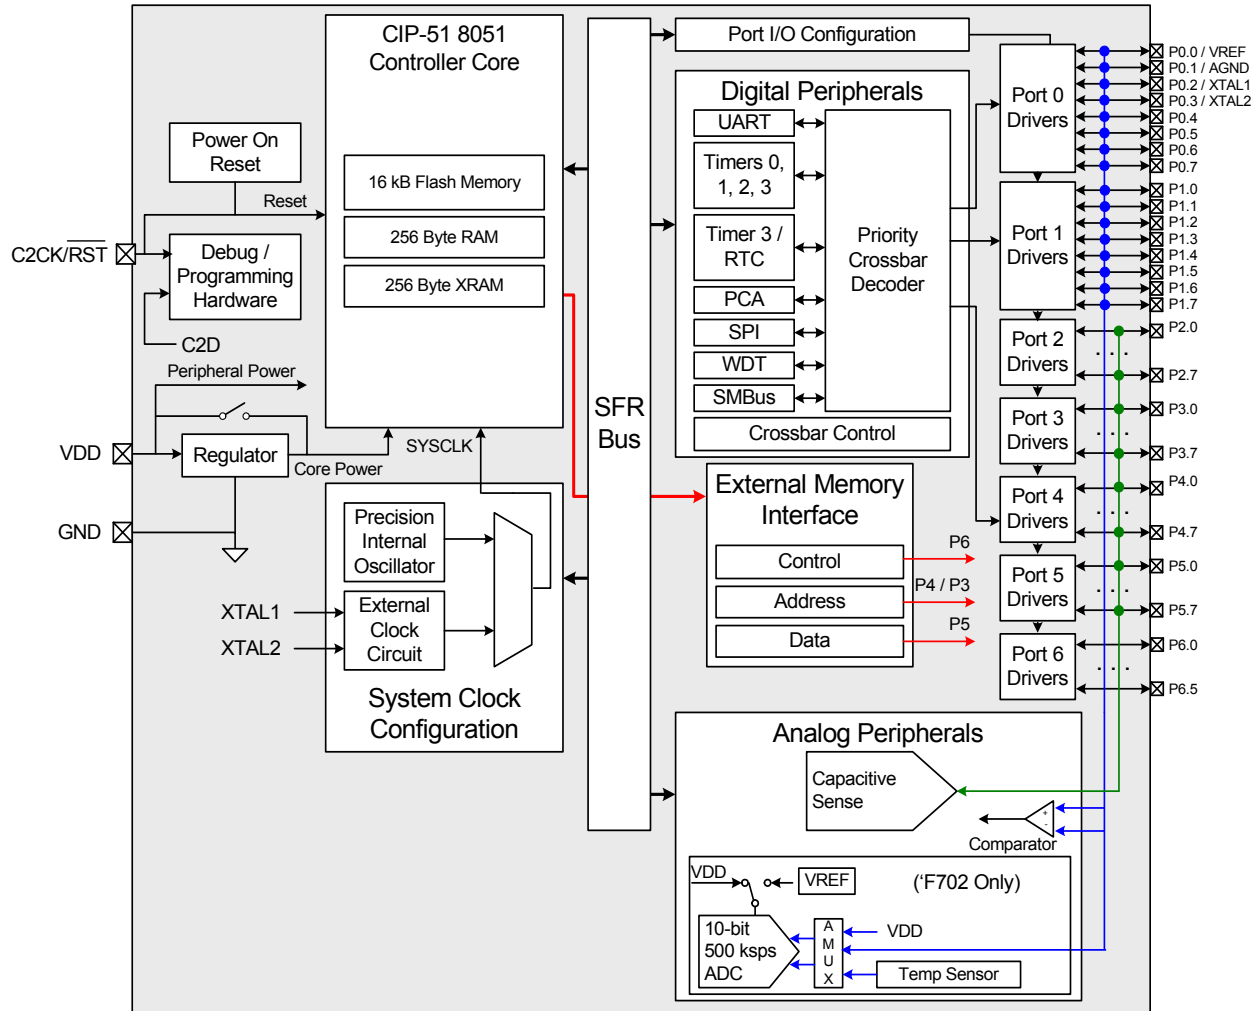 CIP-51 8051
Controller Core
16 kB Flash Memory
256 Byte RAM
256 Byte XRAM
Power On
Reset
Reset
C2CK/RST
Debug /
Programming
Hardware
C2D
Peripheral Power
VDD
Regulator
Core Power
GND
SYSCLK
Precision
Internal
Oscillator
XTAL1
XTAL2
External
Clock
Circuit
System Clock
Configuration
SFR
Bus
Port I/O Configuration
Digital Peripherals
UART
Timers 0,
1, 2, 3
Timer 3 /
RTC
PCA
SPI
WDT
SMBus
Priority
Crossbar
Decoder
Crossbar Control
External Memory
Interface
Control
Address
Data
P6
P4 / P3
P5
Port 0
Drivers
Port 1
Drivers
Port 2
Drivers
Port 3
Drivers
Port 4
Drivers
Port 5
Drivers
Port 6
Drivers
P0.0 / VREF
P0.1 / AGND
P0.2 / XTAL1
P0.3 / XTAL2
P0.4
P0.5
P0.6
P0.7
P1.0
P1.1
P1.2
P1.3
P1.4
P1.5
P1.6
P1.7
P2.0
. . .
P2.7
P3.0
. . .
P3.7
P4.0
. . .
P4.7
P5.0
. . .
P5.7
P6.0
. . .
P6.5
Analog Peripherals
Capacitive
Sense
+
-
Comparator
VDD
VREF
(‘F702 Only)
10-bit
500 ksps
ADC
A
M
U
X
VDD
Temp Sensor